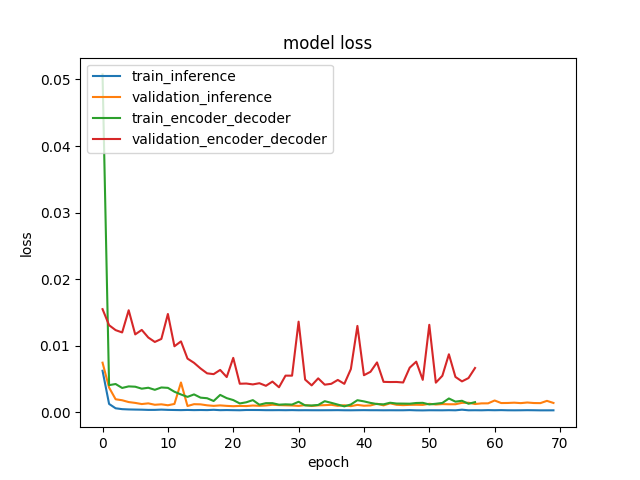 model loss
train_inference
validation_inference
train_encoder_decoder
validation_encoder_decoder
0.05
0.04
0.03
0.02
0.01
0.00
loss
0 10 20 30 40 50 60 70
epoch